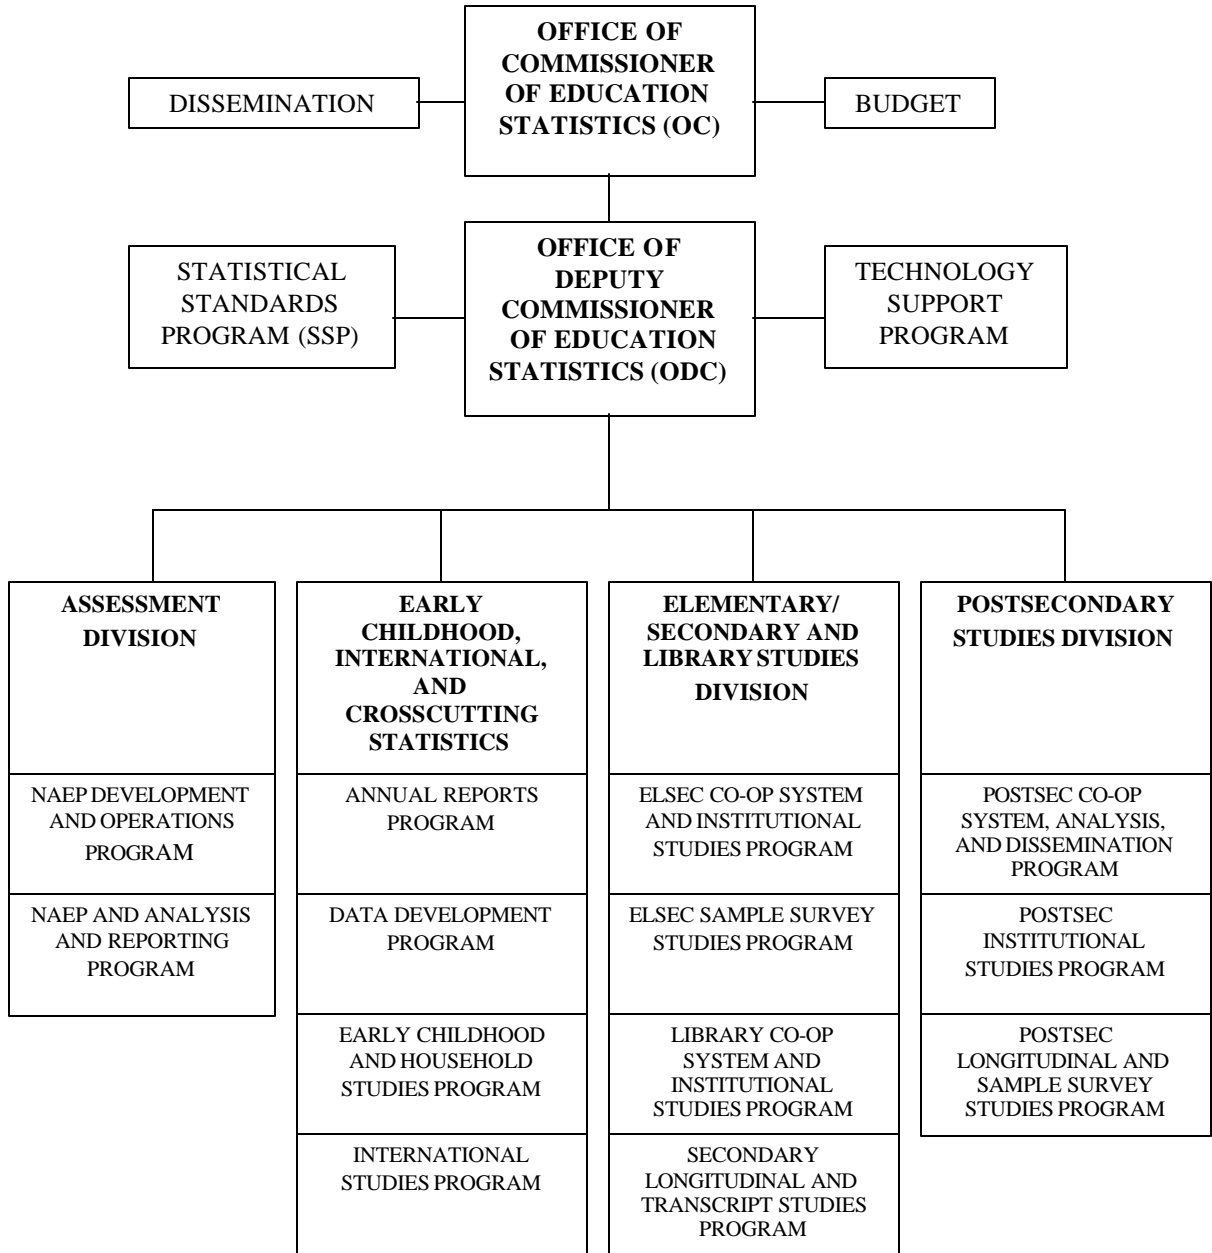 OFFICE OF
COMMISSIONER
OF EDUCATION
STATISTICS (OC)
DISSEMINATION
BUDGET
OFFICE OF
DEPUTY
COMMISSIONER
OF EDUCATION
STATISTICS (ODC)
STATISTICAL
STANDARDS
PROGRAM (SSP)
TECHNOLOGY
SUPPORT
PROGRAM
ASSESSMENT
DIVISION
EARLY
CHILDHOOD,
INTERNATIONAL,
AND
CROSSCUTTING
STATISTICS
ELEMENTARY/
SECONDARY AND
LIBRARY STUDIES
DIVISION
POSTSECONDARY
STUDIES DIVISION
NAEP DEVELOPMENT
AND OPERATIONS
PROGRAM
ANNUAL REPORTS
PROGRAM
ELSEC CO-OP SYSTEM
AND INSTITUTIONAL
STUDIES PROGRAM
POSTSEC CO-OP
SYSTEM, ANALYSIS,
AND DISSEMINATION
PROGRAM
NAEP AND ANALYSIS
AND REPORTING
PROGRAM
DATA DEVELOPMENT
PROGRAM
ELSEC SAMPLE SURVEY
STUDIES PROGRAM
POSTSEC
INSTITUTIONAL
STUDIES PROGRAM
EARLY CHILDHOOD
AND HOUSEHOLD
STUDIES PROGRAM
LIBRARY CO-OP
SYSTEM AND
INSTITUTIONAL
STUDIES PROGRAM
POSTSEC
LONGITUDINAL AND
SAMPLE SURVEY
STUDIES PROGRAM
INTERNATIONAL
STUDIES PROGRAM
SECONDARY
LONGITUDINAL AND
TRANSCRIPT STUDIES
PROGRAM